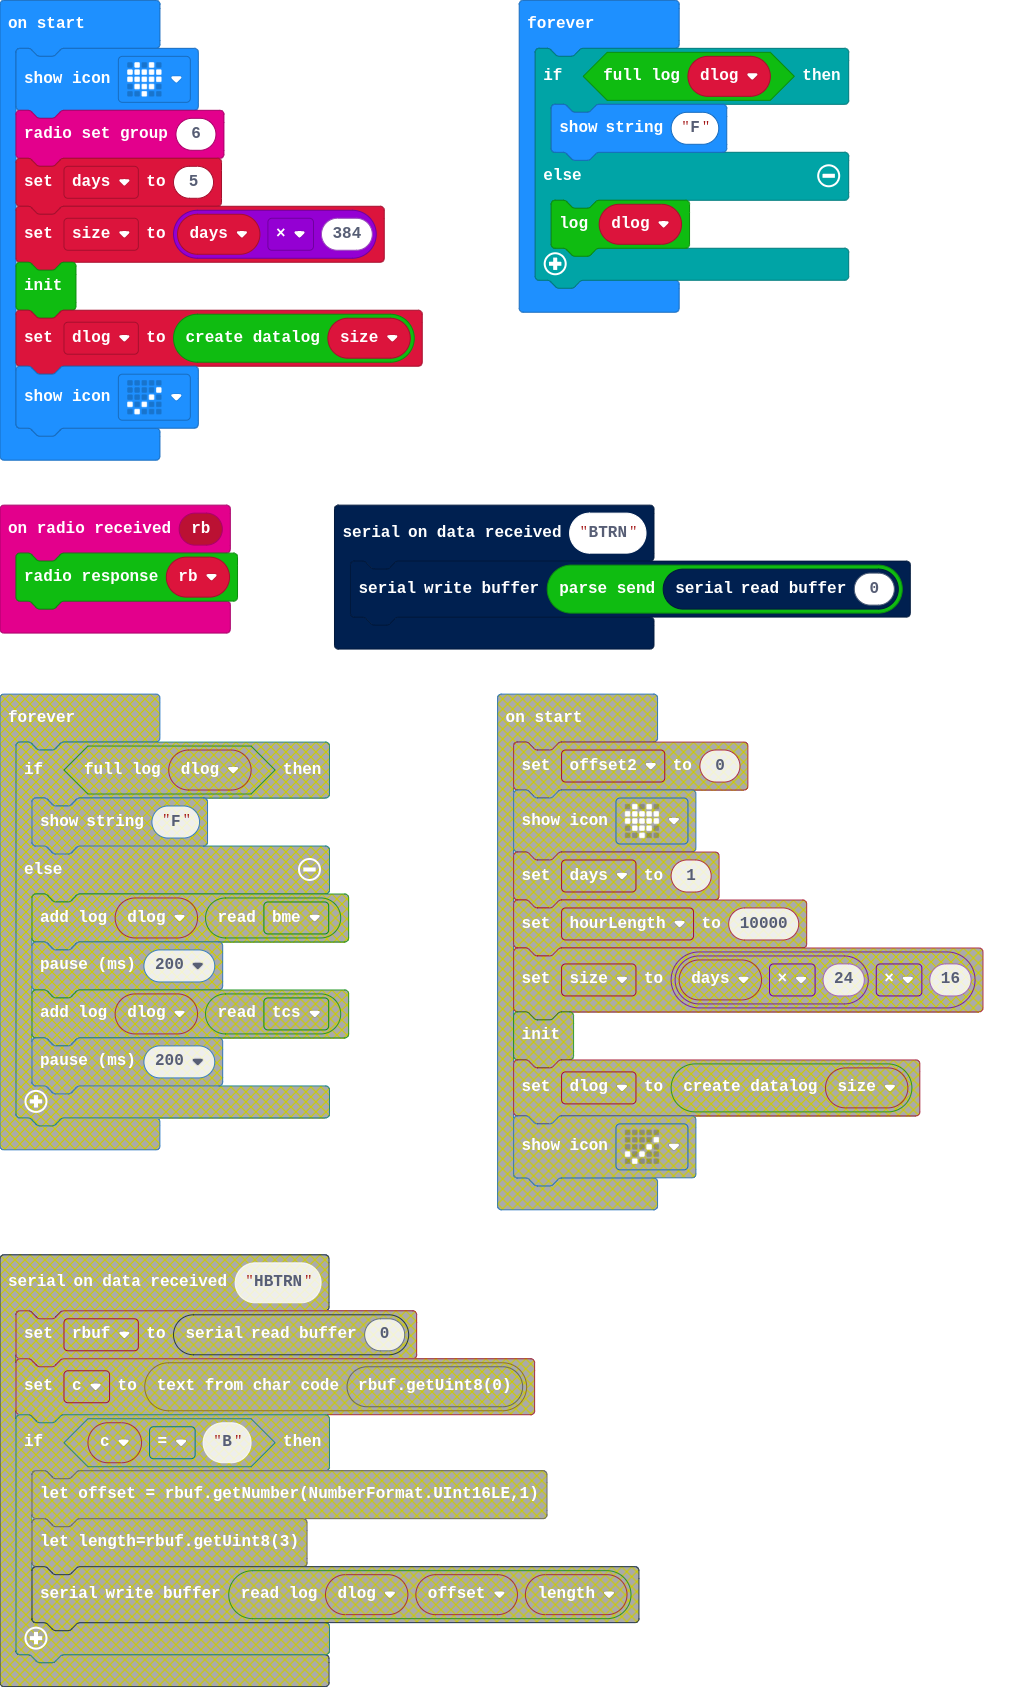 on start
show icon
radio set group 6
set days to 5
set size to days × 384
init
set dlog to create datalog size
show icon
forever
if full log dlog then
show string "F"
else
log dlog
on radio received rb
radio response rb
serial on data received "BTRN"
serial write buffer parse send serial read buffer 0
forever
if full log dlog then
show string "F"
else
add log dlog read bme
pause (ms) 200
add log dlog read tcs
pause (ms) 200
on start
set offset2 to 0
show icon
set days to 1
set hourLength to 10000
set size to days × 24 × 16
init
set dlog to create datalog size
show icon
serial on data received "HBTRN"
set rbuf to serial read buffer 0
set c to text from char code rbuf.getUint8(0)
if c = "B" then
let offset = rbuf.getNumber(NumberFormat.UInt16LE,1)
let length=rbuf.getUint8(3)
serial write buffer read log dlog offset length